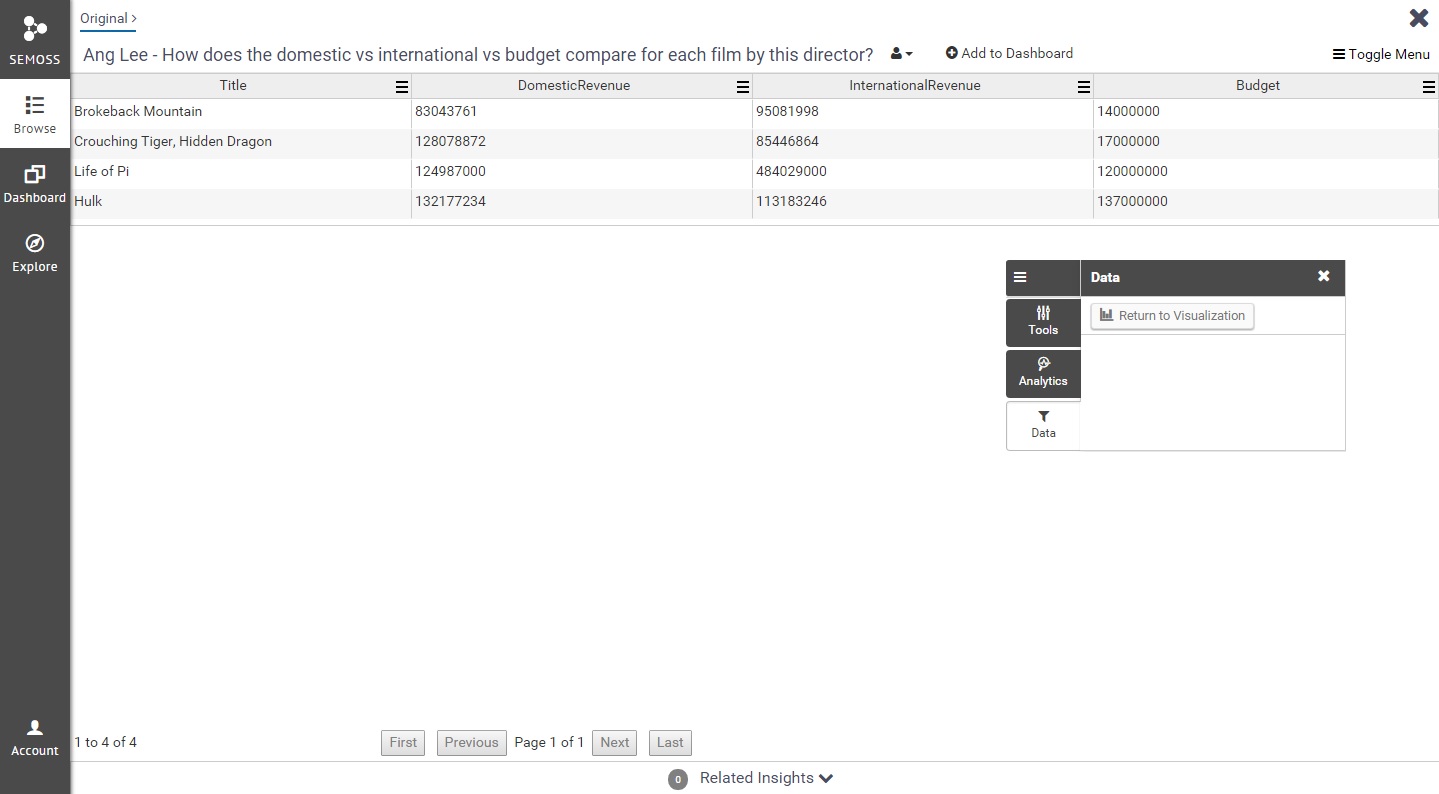 SEMOSS
Browse
Dashboard
Explore
Account
Original >
Ang Lee - How does the domestic vs international vs budget compare for each film by this director? Add to Dashboard Toggle Menu
Title DomesticRevenue InternationalRevenue Budget
Brokeback Mountain 83043761 95081998 14000000
Crouching Tiger, Hidden Dragon 128078872 85446864 17000000
Life of Pi 124987000 484029000 120000000
Hulk 132177234 113183246 137000000
Data
Return to Visualization
Tools
Analytics
Data
1 to 4 of 4 First Previous Page 1 of 1 Next Last
0 Related Insights